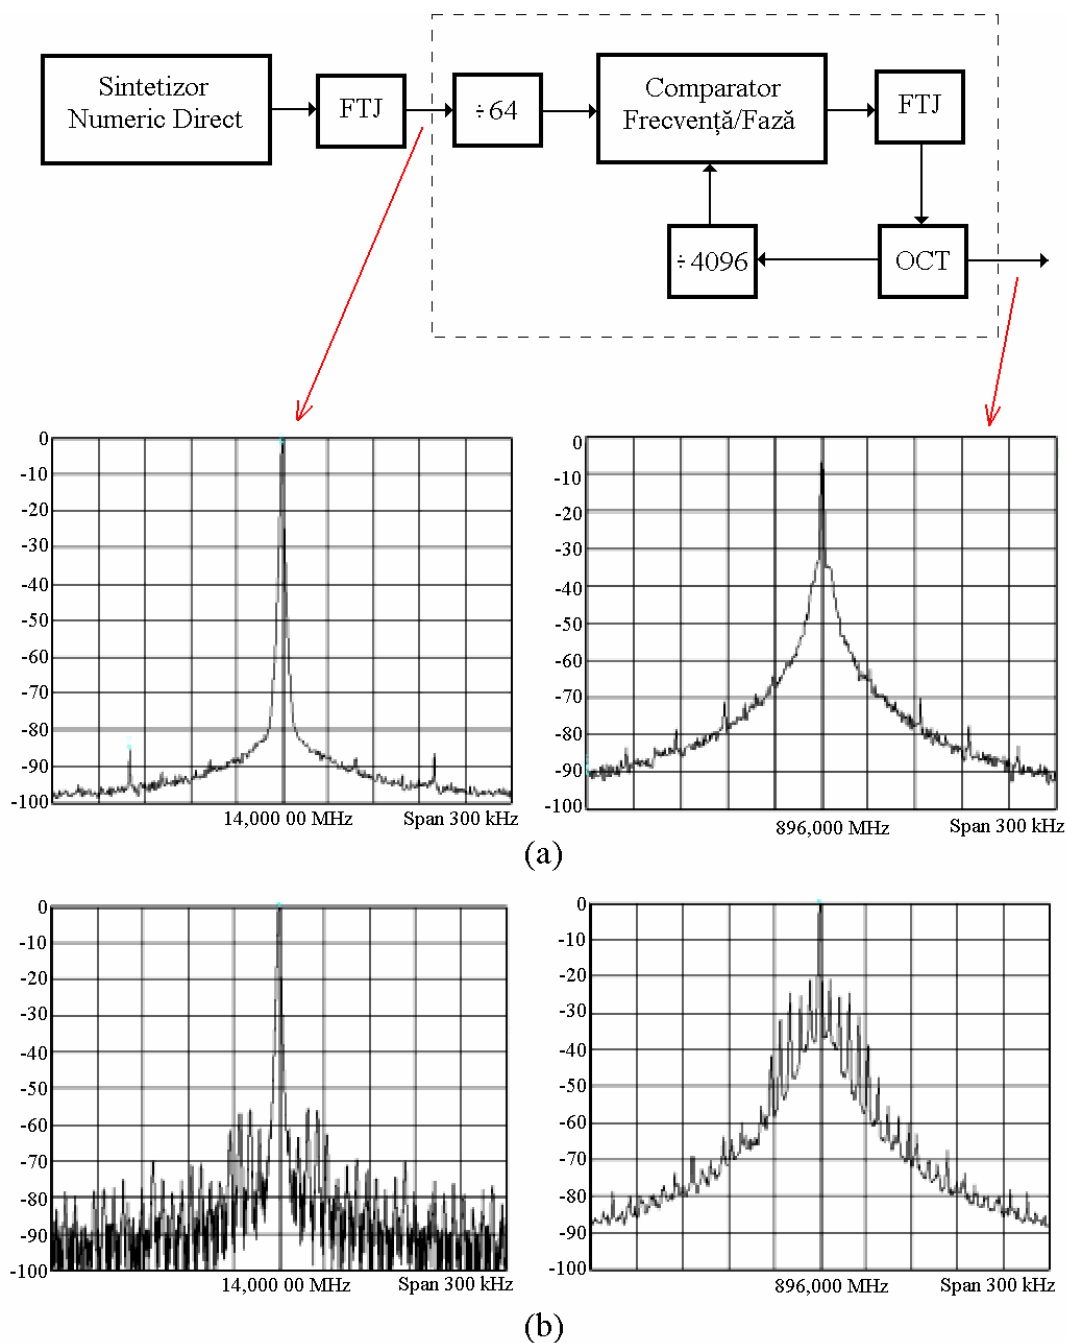 Sintetizor
Numeric Direct
FTJ
÷64
Comparator
Frecvență/Fază
FTJ
÷4096
OCT
0
-10
-20
-30
-40
-50
-60
-70
-80
-90
-100
14,000 00 MHz
Span 300 kHz
0
-10
-20
-30
-40
-50
-60
-70
-80
-90
-100
896,000 MHz
Span 300 kHz
(a)
0
-10
-20
-30
-40
-50
-60
-70
-80
-90
-100
14,000 00 MHz
Span 300 kHz
0
-10
-20
-30
-40
-50
-60
-70
-80
-90
-100
896,000 MHz
Span 300 kHz
(b)